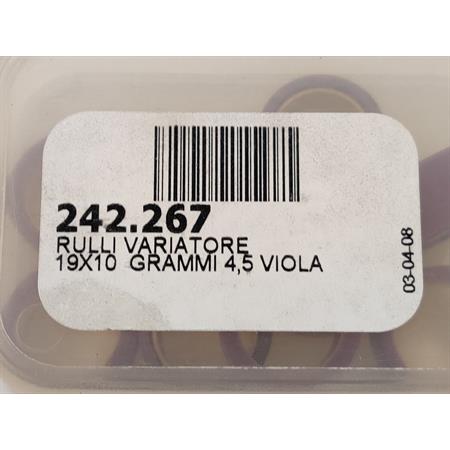 242.267
RULLI VARIATORE
19X10 GRAMMI 4,5 VIOLA
03-04-08